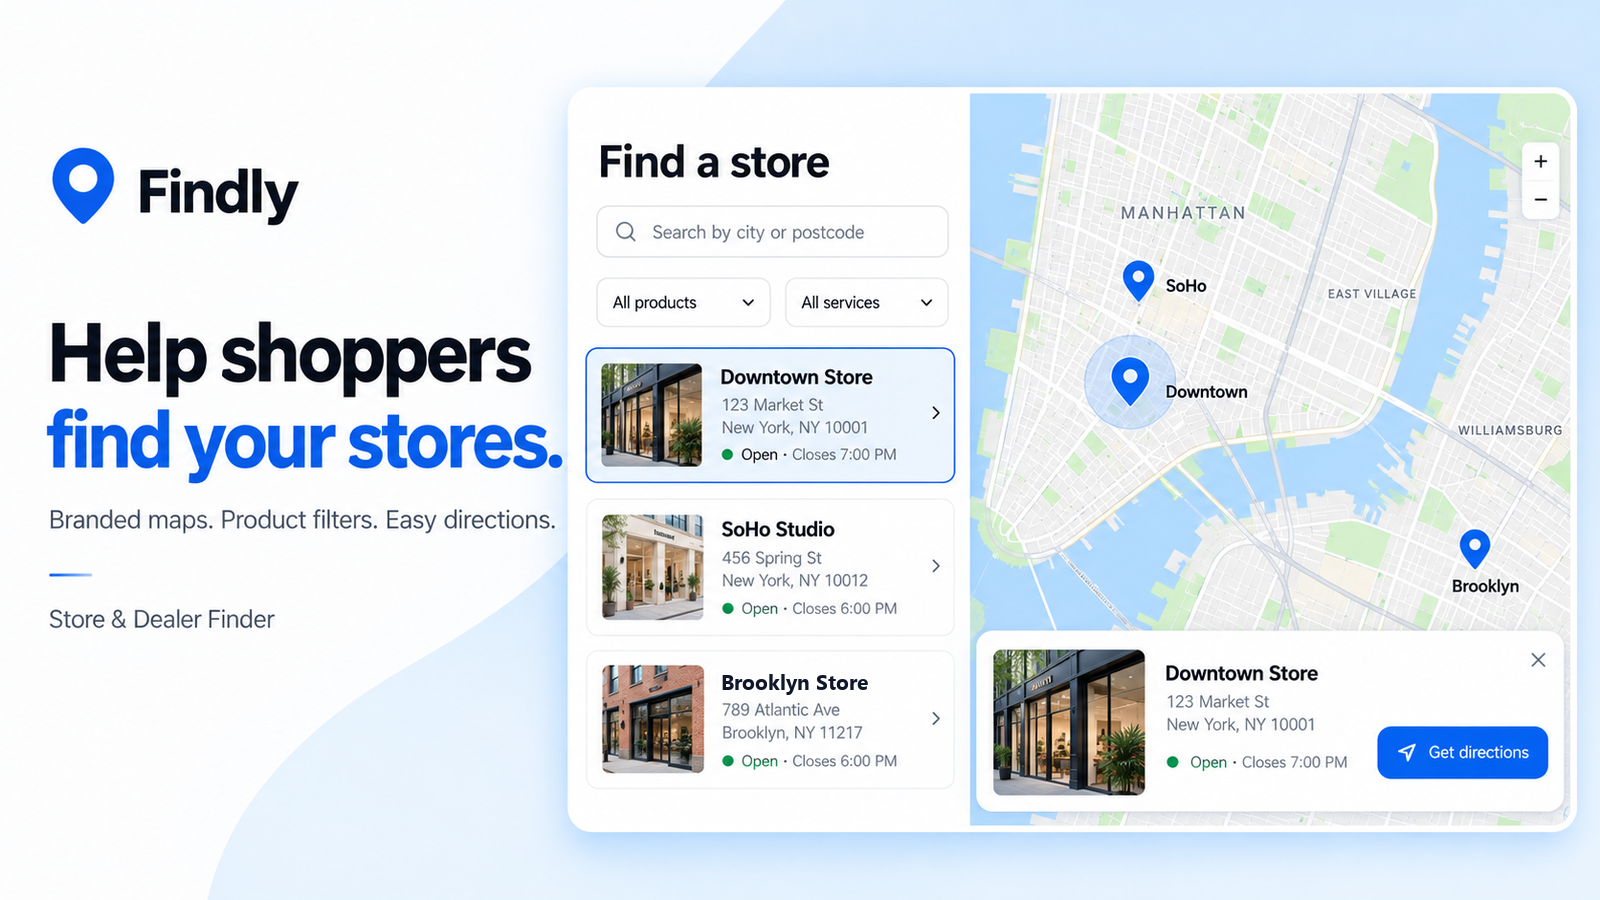 Findly
Help shoppers
find your stores.
Branded maps. Product filters. Easy directions.
Store & Dealer Finder
Find a store
Search by city or postcode
All products
All services
Downtown Store
123 Market St
New York, NY 10001
Open · Closes 7:00 PM
SoHo Studio
456 Spring St
New York, NY 10012
Open · Closes 6:00 PM
Brooklyn Store
789 Atlantic Ave
Brooklyn, NY 11217
Open · Closes 6:00 PM
MANHATTAN
SoHo
EAST VILLAGE
Downtown
WILLIAMSBURG
Brooklyn
+
−
Downtown Store
123 Market St
New York, NY 10001
Open · Closes 7:00 PM
Get directions